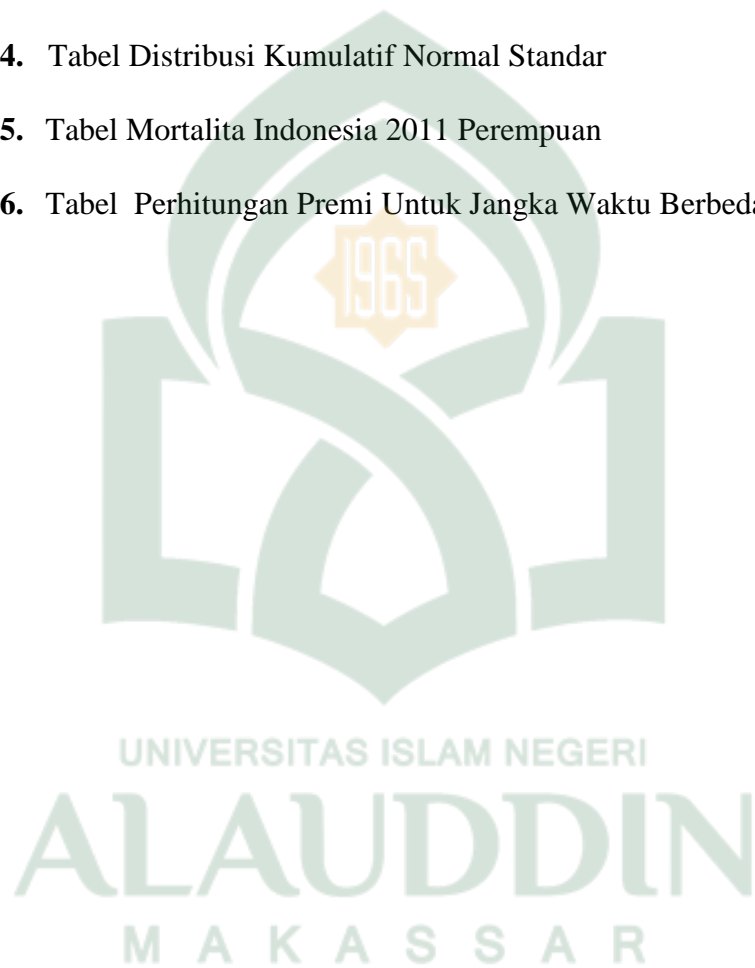 4. Tabel Distribusi Kumulatif Normal Standar
5. Tabel Mortalita Indonesia 2011 Perempuan
6. Tabel Perhitungan Premi Untuk Jangka Waktu Berbeda
1965
UNIVERSITAS ISLAM NEGERI
ALAUDDIN
MAKASSAR